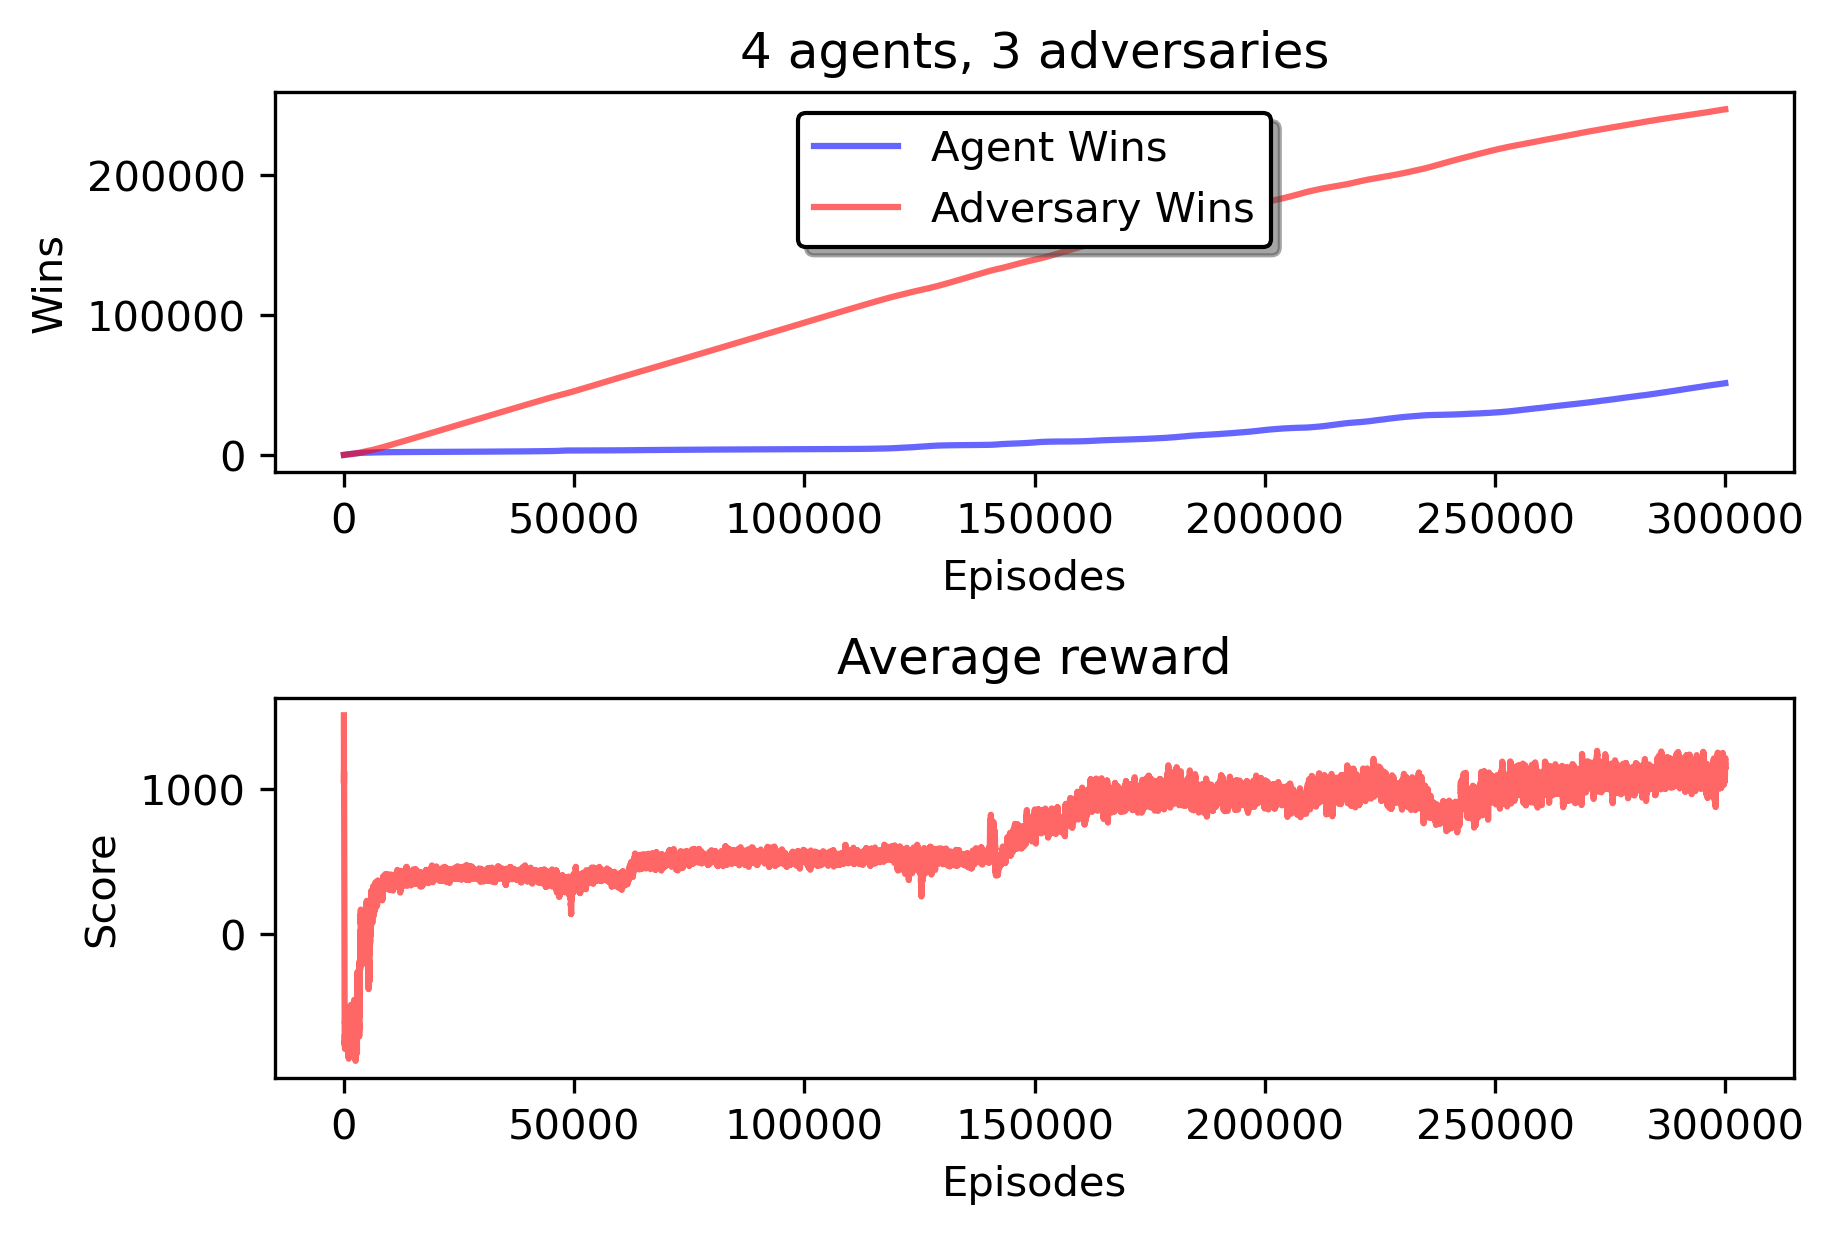 4 agents, 3 adversaries
Agent Wins
Adversary Wins
Wins
200000
100000
0
0 50000 100000 150000 200000 250000 300000
Episodes
Average reward
Score
1000
0
0 50000 100000 150000 200000 250000 300000
Episodes